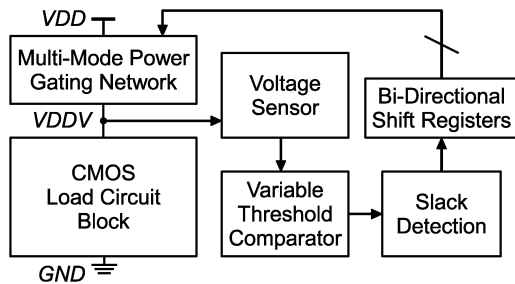 VDD
Multi-Mode Power
Gating Network
VDDV
CMOS
Load Circuit
Block
GND
Voltage
Sensor
Variable
Threshold
Comparator
Slack
Detection
Bi-Directional
Shift Registers